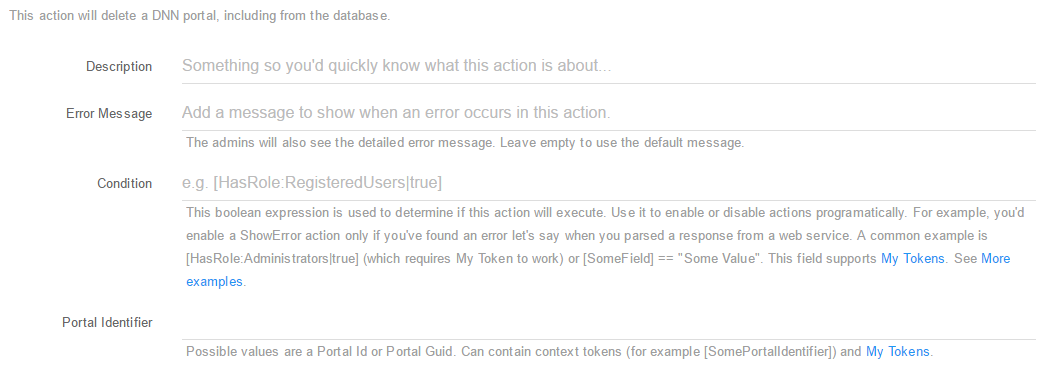 This action will delete a DNN portal, including from the database.
Description
Something so you'd quickly know what this action is about...
Error Message
Add a message to show when an error occurs in this action.
The admins will also see the detailed error message. Leave empty to use the default message.
Condition
e.g. [HasRole:RegisteredUsers|true]
This boolean expression is used to determine if this action will execute. Use it to enable or disable actions programatically. For example, you'd
enable a ShowError action only if you've found an error let's say when you parsed a response from a web service. A common example is
[HasRole:Administrators|true] (which requires My Token to work) or [SomeField] == "Some Value". This field supports My Tokens. See More
examples.
Portal Identifier
Possible values are a Portal Id or Portal Guid. Can contain context tokens (for example [SomePortalIdentifier]) and My Tokens.